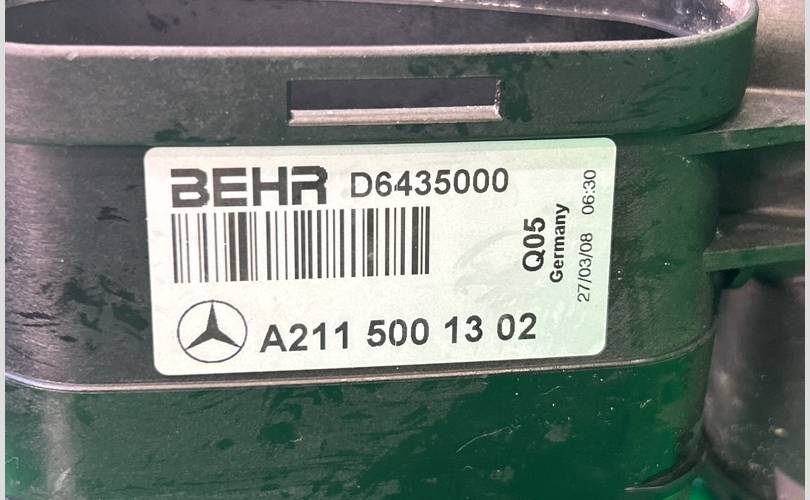 BEHR D6435000
Q05
Germany
27/03/08 06:30
A211 500 13 02